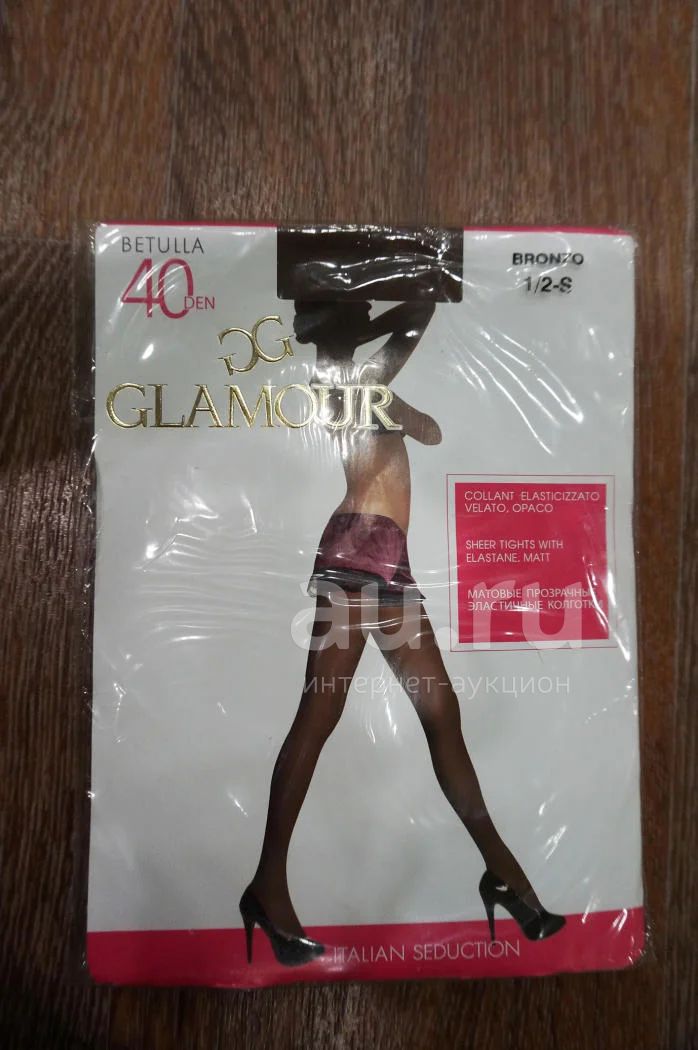 BETULLA
40 DEN
BRONZO
1/2-S
GG
GLAMOUR
COLLANT ELASTICIZZATO
VELATO, OPACO
SHEER TIGHTS WITH
ELASTANE. MATT
МАТОВЫЕ ПРОЗРАЧНЫЕ
ЭЛАСТИЧНЫЕ КОЛГОТКИ
au.ru
интернет-аукцион
ITALIAN SEDUCTION